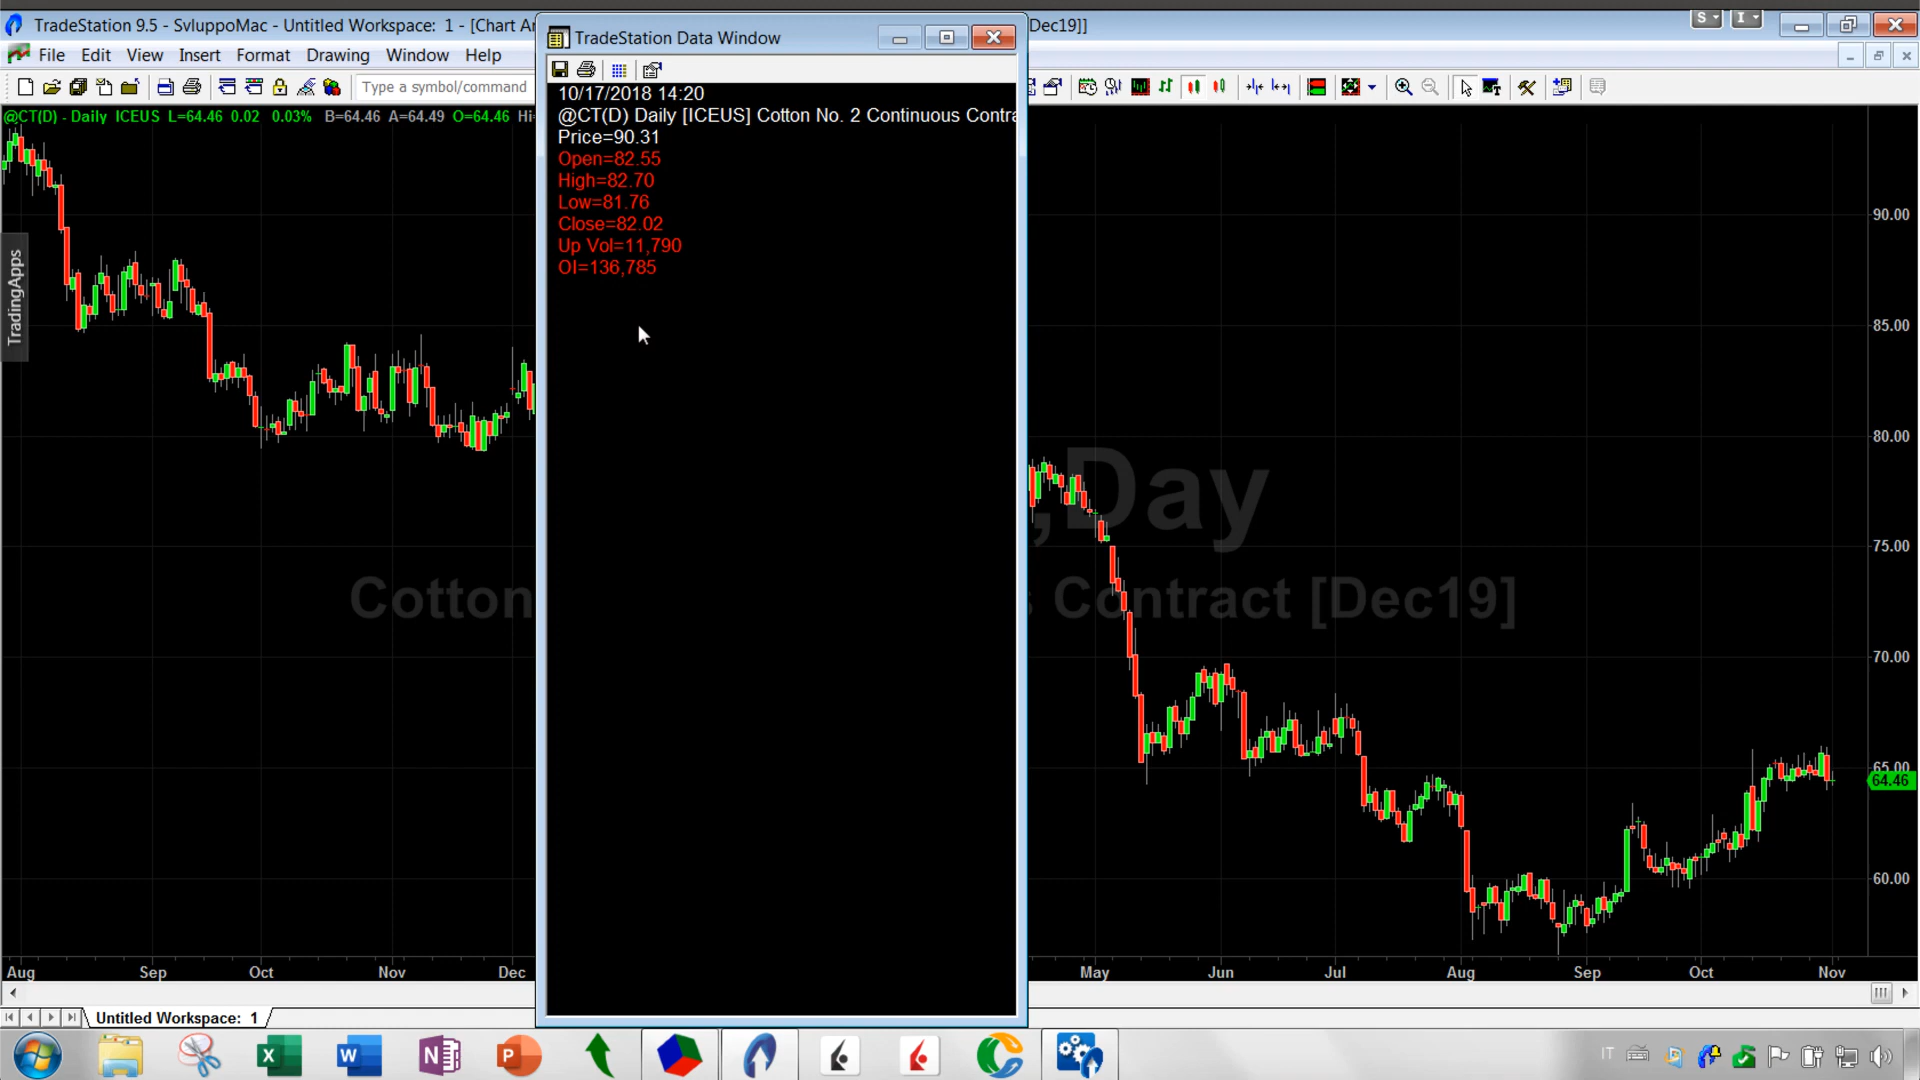 TradeStation 9.5 - SvluppoMac - Untitled Workspace: 1 - [Chart An
Dec19]]
TradeStation Data Window
S
I
File Edit View Insert Format Drawing Window Help
Type a symbol/command
10/17/2018 14:20
@CT(D) Daily [ICEUS] Cotton No. 2 Continuous Contra
Price=90.31
Open=82.55
High=82.70
Low=81.76
Close=82.02
Up Vol=11,790
OI=136,785
@CT(D) - Daily ICEUS L=64.46 0.02 0.03% B=64.46 A=64.49 O=64.46 Hi
TradingApps
,Day
Cotton
Contract [Dec19]
90.00
85.00
80.00
75.00
70.00
65.00
64.46
60.00
Aug Sep Oct Nov Dec May Jun Jul Aug Sep Oct Nov
Untitled Workspace: 1
IT